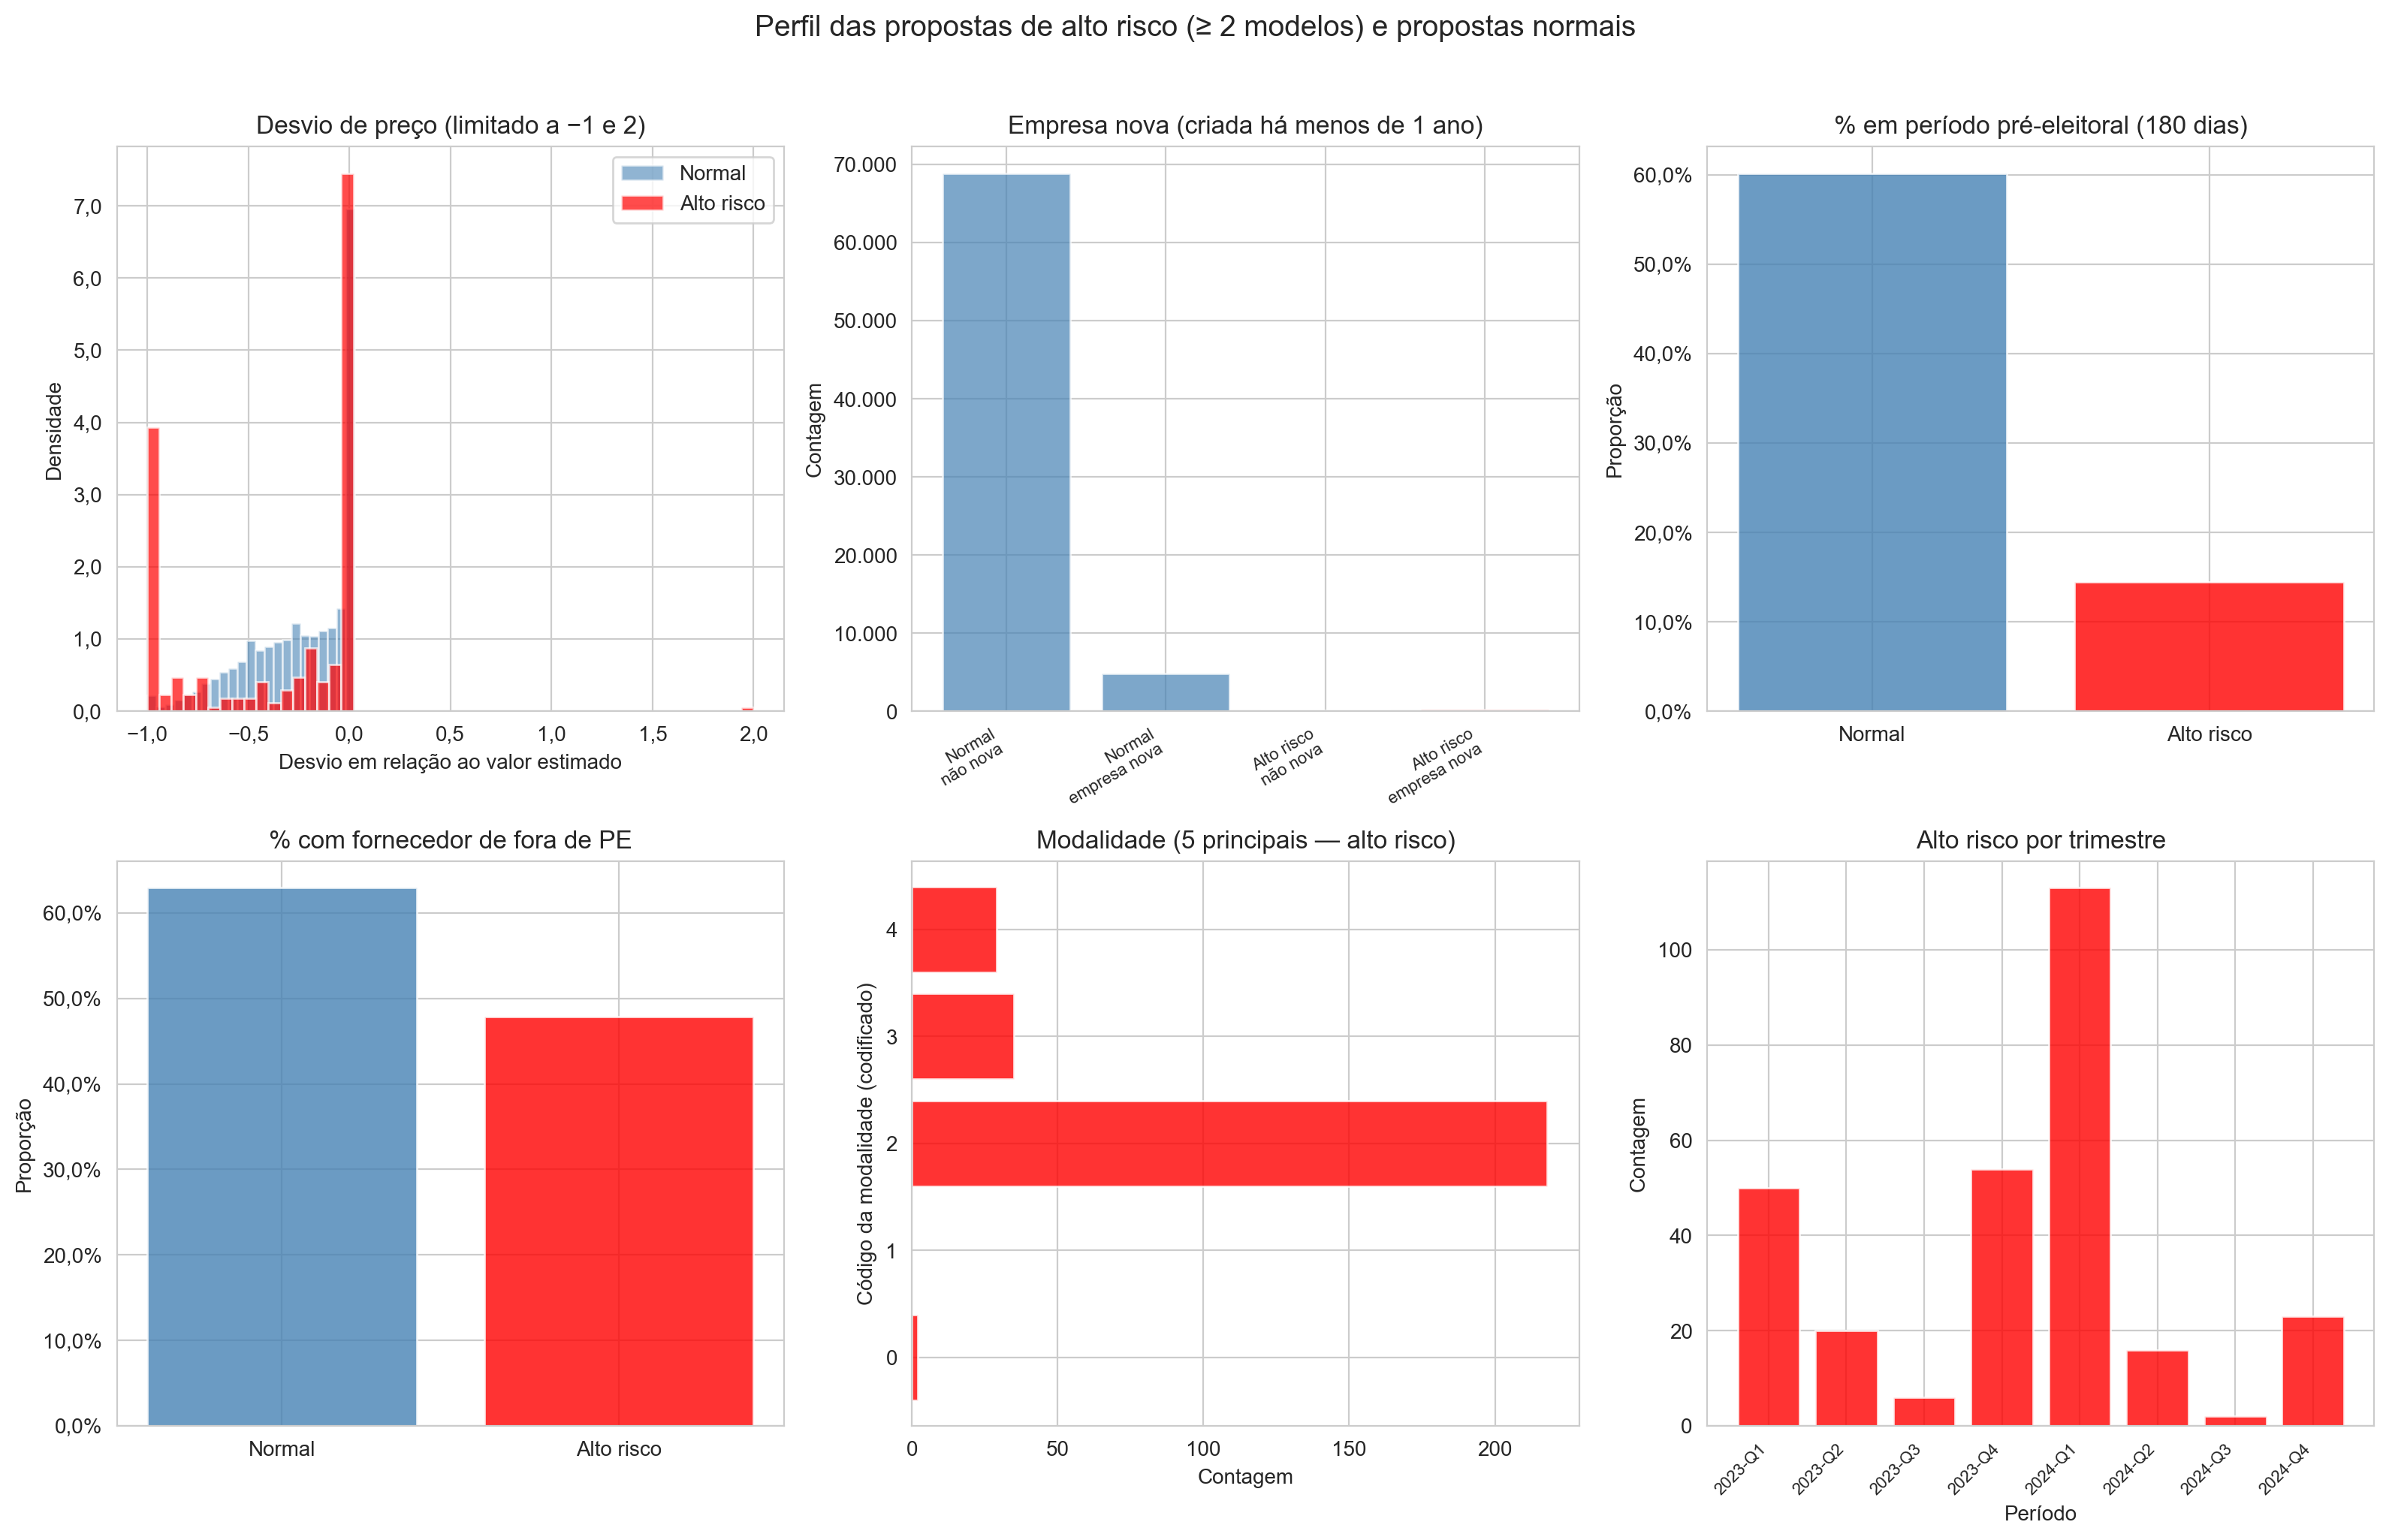 Perfil das propostas de alto risco (≥ 2 modelos) e propostas normais
Desvio de preço (limitado a −1 e 2)
Densidade
7,0
6,0
5,0
4,0
3,0
2,0
1,0
0,0
−1,0
−0,5
0,0
0,5
1,0
1,5
2,0
Desvio em relação ao valor estimado
Normal
Alto risco
Empresa nova (criada há menos de 1 ano)
Contagem
70.000
60.000
50.000
40.000
30.000
20.000
10.000
0
Normal
não nova
Normal
empresa nova
Alto risco
não nova
Alto risco
empresa nova
% em período pré-eleitoral (180 dias)
Proporção
60,0%
50,0%
40,0%
30,0%
20,0%
10,0%
0,0%
Normal
Alto risco
% com fornecedor de fora de PE
Proporção
60,0%
50,0%
40,0%
30,0%
20,0%
10,0%
0,0%
Normal
Alto risco
Modalidade (5 principais — alto risco)
Código da modalidade (codificado)
4
3
2
1
0
0
50
100
150
200
Contagem
Alto risco por trimestre
Contagem
100
80
60
40
20
0
2023-Q1
2023-Q2
2023-Q3
2023-Q4
2024-Q1
2024-Q2
2024-Q3
2024-Q4
Período